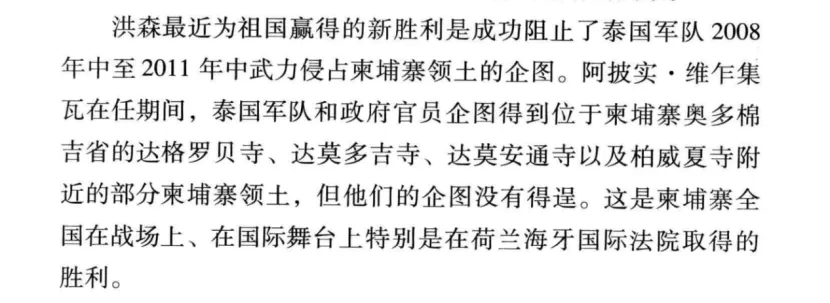 洪森最近为祖国赢得的新胜利是成功阻止了泰国军队 2008
年中至 2011 年中武力侵占柬埔寨领土的企图。阿披实·维乍集
瓦在任期间，泰国军队和政府官员企图得到位于柬埔寨奥多棉
吉省的达格罗贝寺、达莫多吉寺、达莫安通寺以及柏威夏寺附
近的部分柬埔寨领土，但他们的企图没有得逞。这是柬埔寨全
国在战场上、在国际舞台上特别是在荷兰海牙国际法院取得的
胜利。